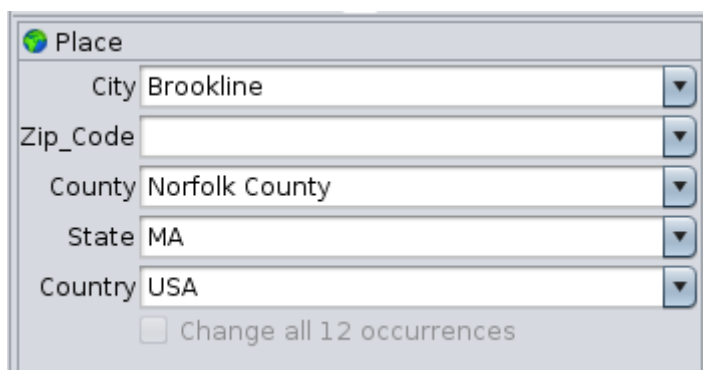 Place
City Brookline
Zip_Code
County Norfolk County
State MA
Country USA
Change all 12 occurrences